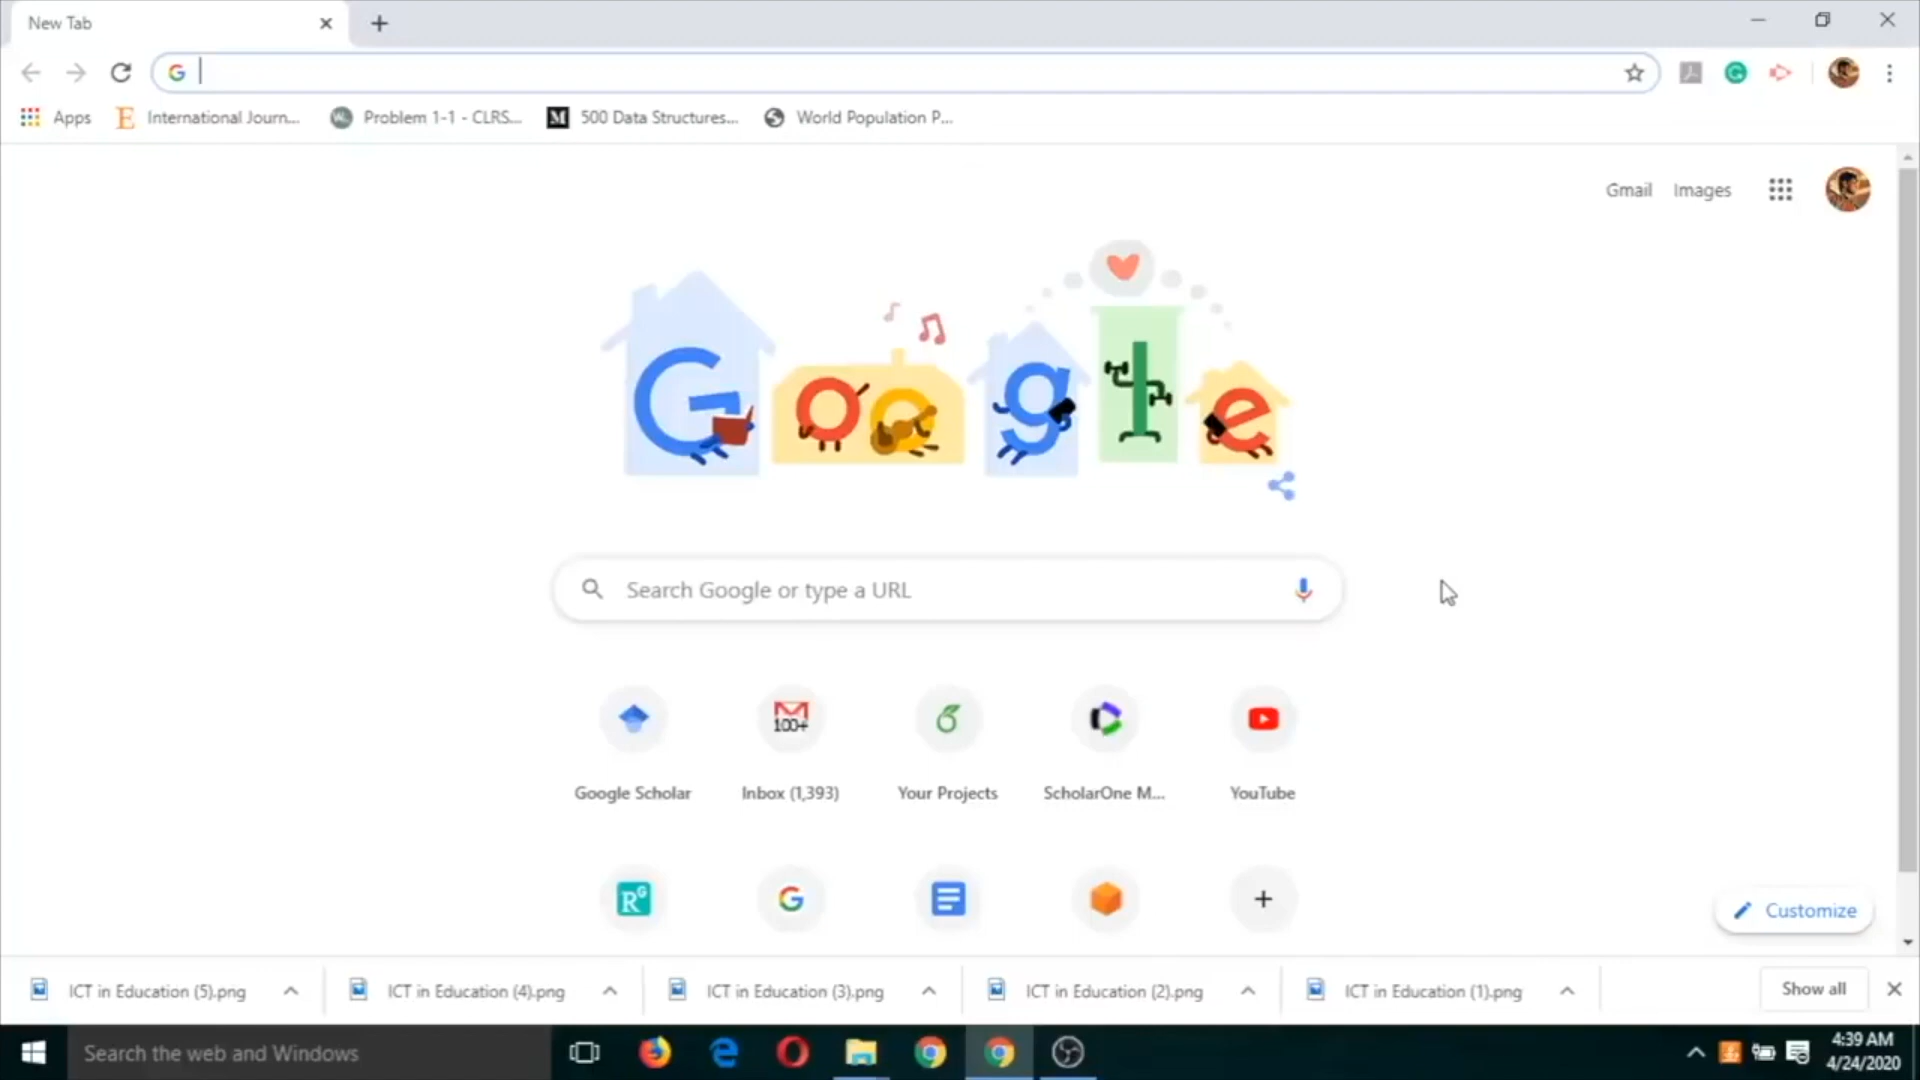 New Tab
Apps
International Journ...
Problem 1-1 - CLRS...
M
500 Data Structures...
World Population P...
Gmail
Images
Google
Search Google or type a URL
100+
Google Scholar
Inbox (1,393)
Your Projects
ScholarOne M...
YouTube
RG
Customize
ICT in Education (5).png
ICT in Education (4).png
ICT in Education (3).png
ICT in Education (2).png
ICT in Education (1).png
Show all
Search the web and Windows
4:39 AM
4/24/2020